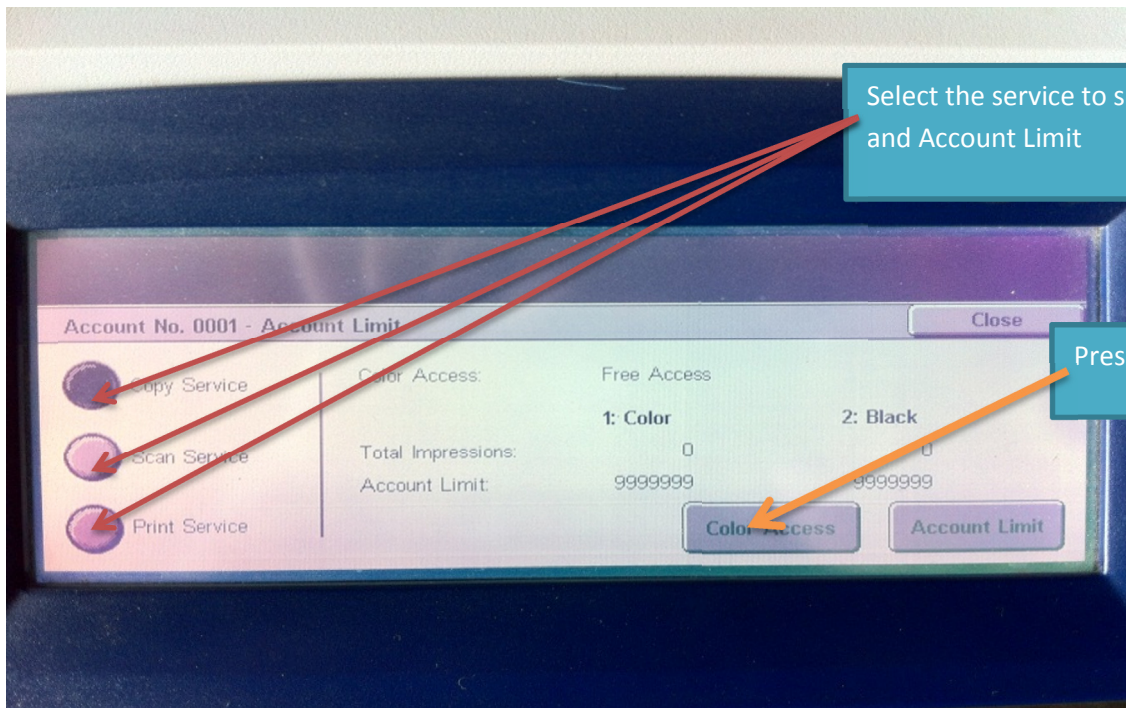 Select the service to s
and Account Limit
Account No. 0001 - Account Limit
Close
Copy Service
Color Access: Free Access
Pres
1: Color 2: Black
Scan Service
Total Impressions: 0 0
Account Limit: 9999999 9999999
Print Service
Color Access
Account Limit